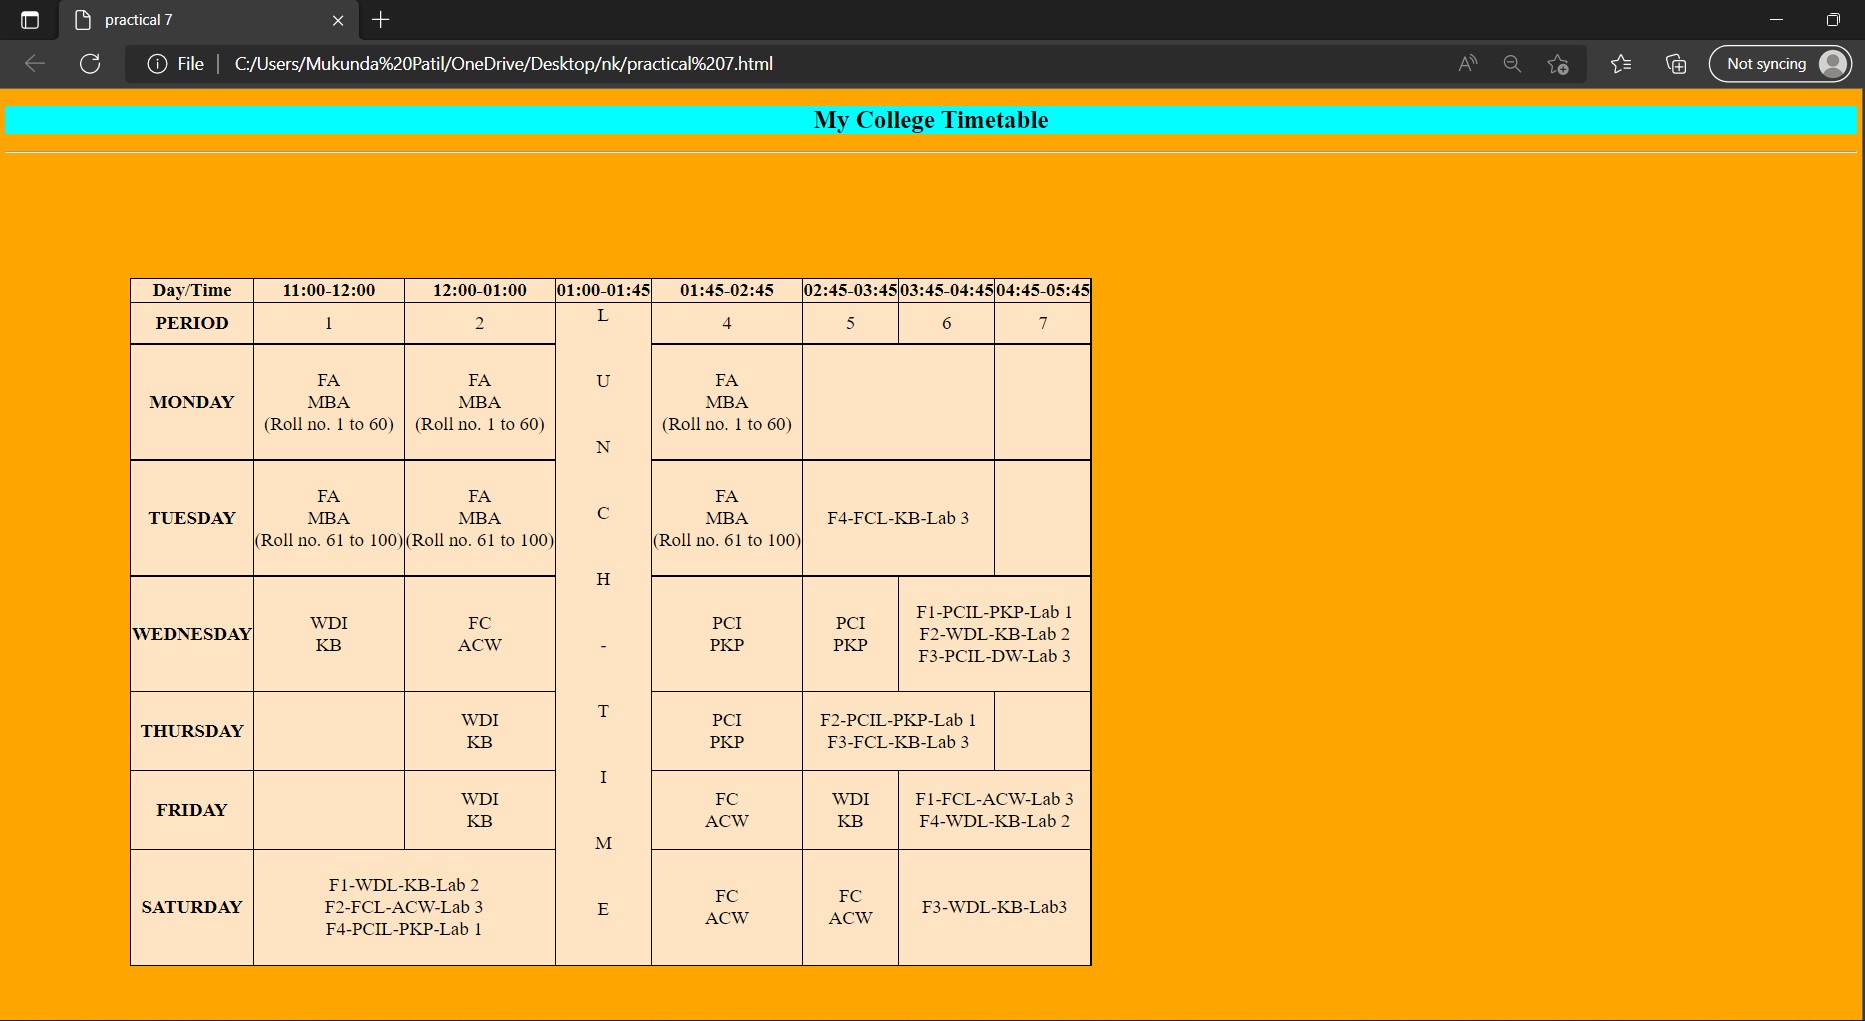 practical 7
File
C:/Users/Mukunda%20Patil/OneDrive/Desktop/nk/practical%207.html
Not syncing
My College Timetable
Day/Time 11:00-12:00 12:00-01:00 01:00-01:45 01:45-02:45 02:45-03:45 03:45-04:45 04:45-05:45
PERIOD 1 2 4 5 6 7
L
U
N
C
H
-
T
I
M
E
MONDAY
FA
MBA
(Roll no. 1 to 60)
FA
MBA
(Roll no. 1 to 60)
FA
MBA
(Roll no. 1 to 60)
TUESDAY
FA
MBA
(Roll no. 61 to 100)
FA
MBA
(Roll no. 61 to 100)
FA
MBA
(Roll no. 61 to 100)
F4-FCL-KB-Lab 3
WEDNESDAY
WDI
KB
FC
ACW
PCI
PKP
PCI
PKP
F1-PCIL-PKP-Lab 1
F2-WDL-KB-Lab 2
F3-PCIL-DW-Lab 3
THURSDAY
WDI
KB
PCI
PKP
F2-PCIL-PKP-Lab 1
F3-FCL-KB-Lab 3
FRIDAY
WDI
KB
FC
ACW
WDI
KB
F1-FCL-ACW-Lab 3
F4-WDL-KB-Lab 2
SATURDAY
F1-WDL-KB-Lab 2
F2-FCL-ACW-Lab 3
F4-PCIL-PKP-Lab 1
FC
ACW
FC
ACW
F3-WDL-KB-Lab3